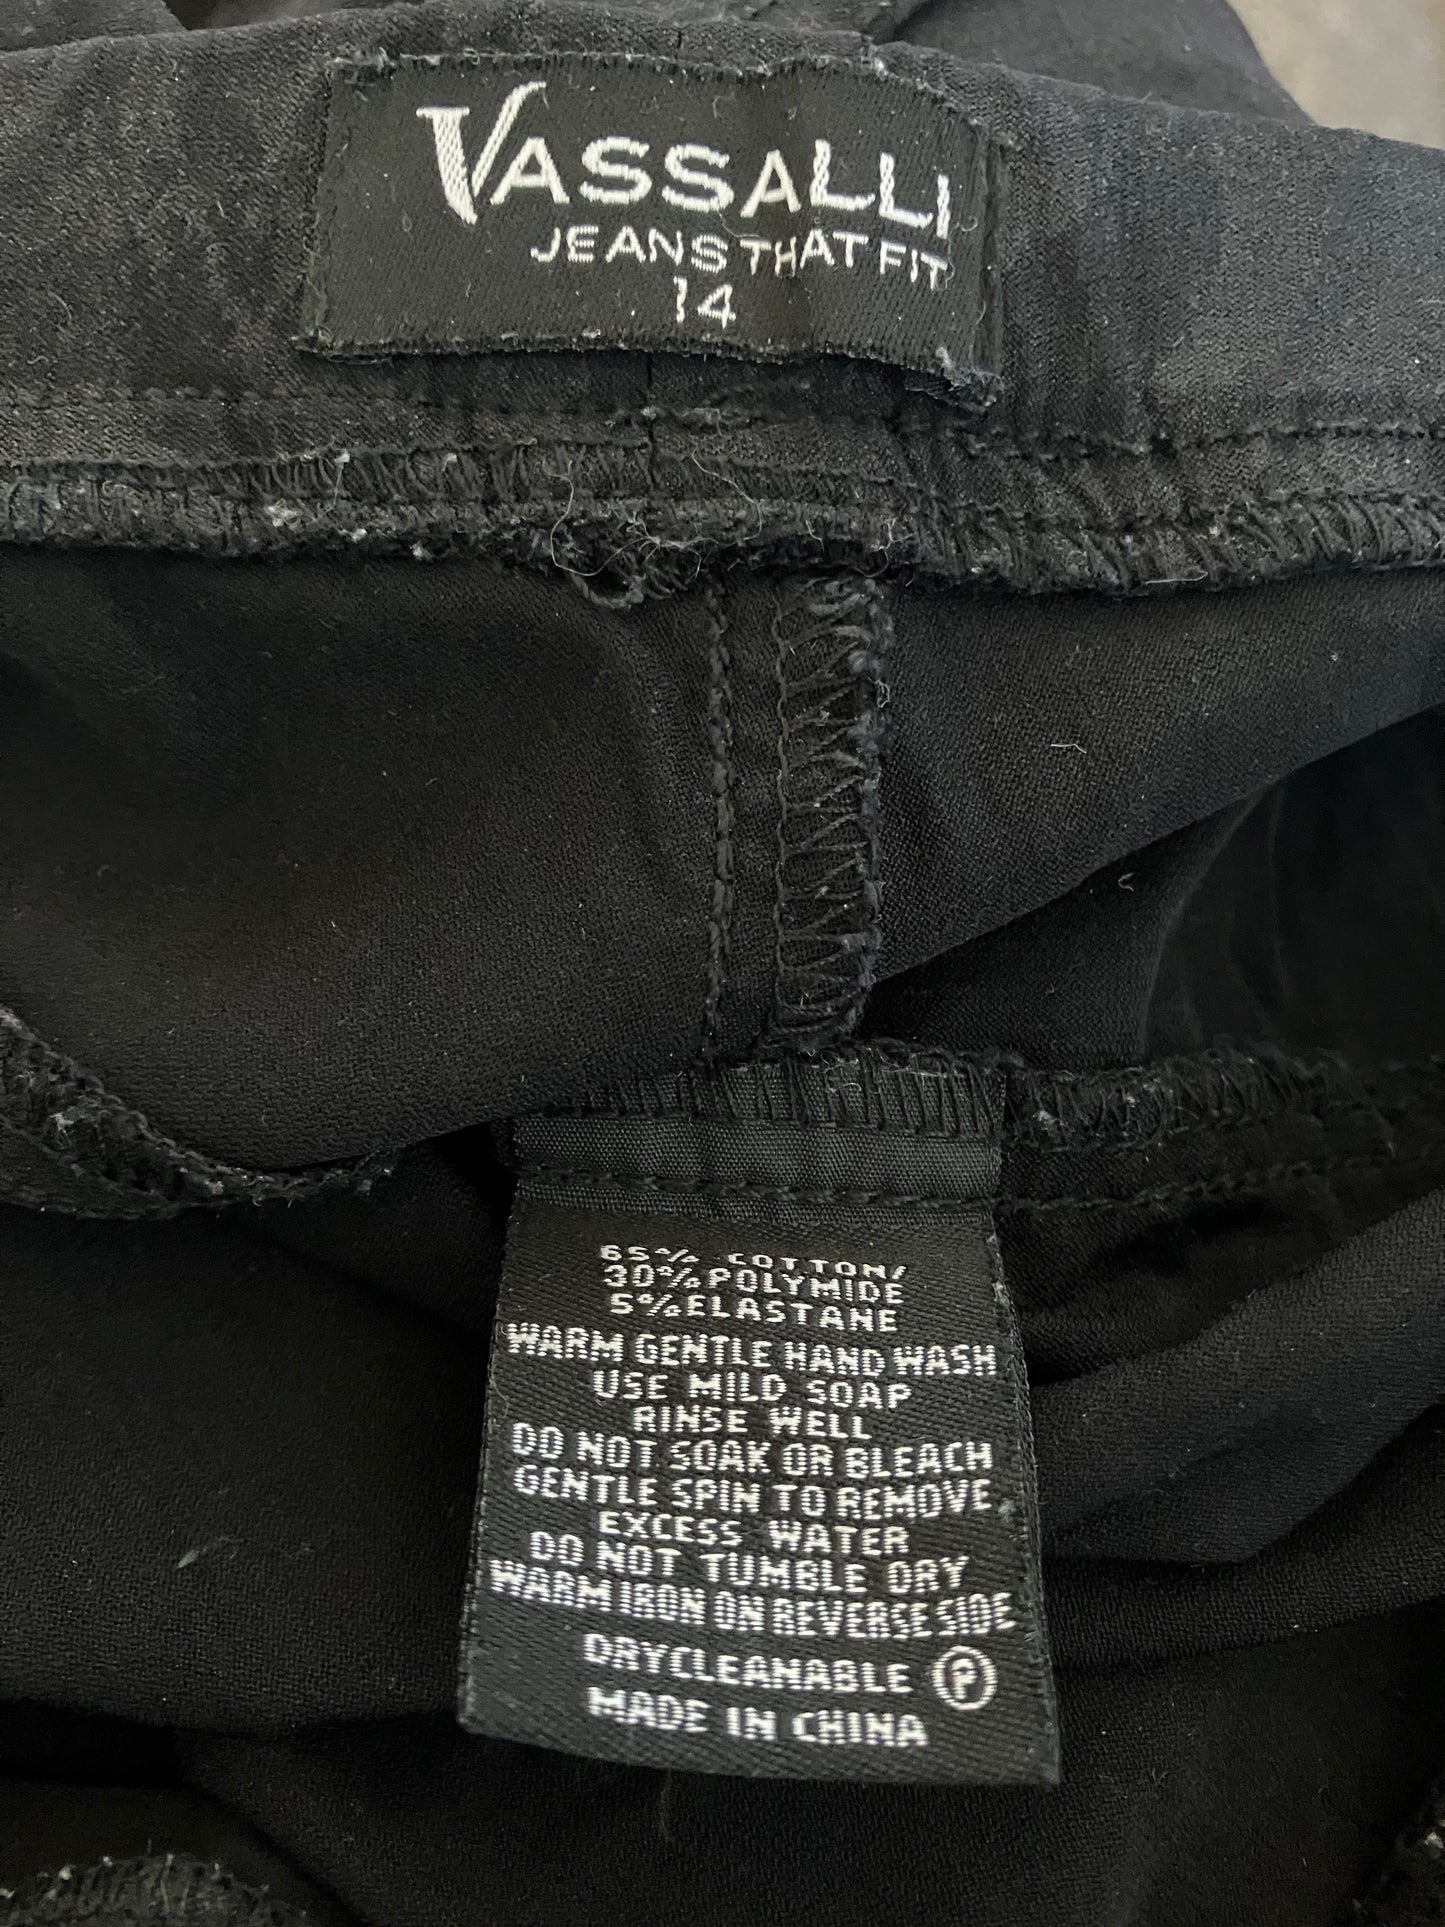 VASSALLI
JEANS THAT FIT
14
65% COTTON/
30% POLYMIDE
5% ELASTANE
WARM GENTLE HAND WASH
USE MILD SOAP
RINSE WELL
DO NOT SOAK OR BLEACH
GENTLE SPIN TO REMOVE
EXCESS WATER
DO NOT TUMBLE DRY
WARM IRON ON REVERSE SIDE
DRYCLEANABLE Ⓟ
MADE IN CHINA